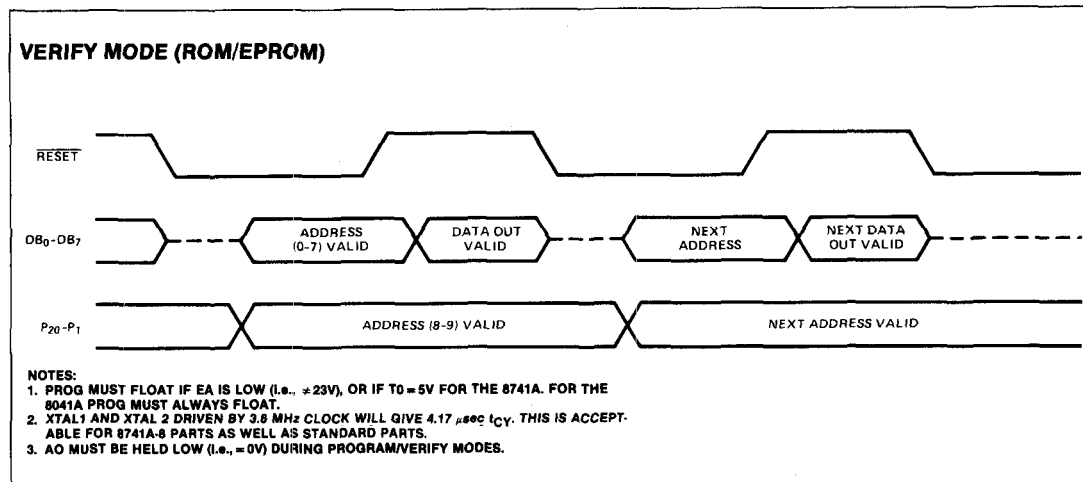 VERIFY MODE (ROM/EPROM)
RESET
DB0-DB7
ADDRESS
(0-7) VALID
DATA OUT
VALID
NEXT
ADDRESS
NEXT DATA
OUT VALID
P20-P1
ADDRESS (8-9) VALID
NEXT ADDRESS VALID
NOTES:
1. PROG MUST FLOAT IF EA IS LOW (i.e., ≠23V), OR IF T0 = 5V FOR THE 8741A. FOR THE
8041A PROG MUST ALWAYS FLOAT.
2. XTAL1 AND XTAL 2 DRIVEN BY 3.6 MHz CLOCK WILL GIVE 4.17 µsec tCY. THIS IS ACCEPT-
ABLE FOR 8741A-8 PARTS AS WELL AS STANDARD PARTS.
3. AO MUST BE HELD LOW (i.e., = 0V) DURING PROGRAM/VERIFY MODES.